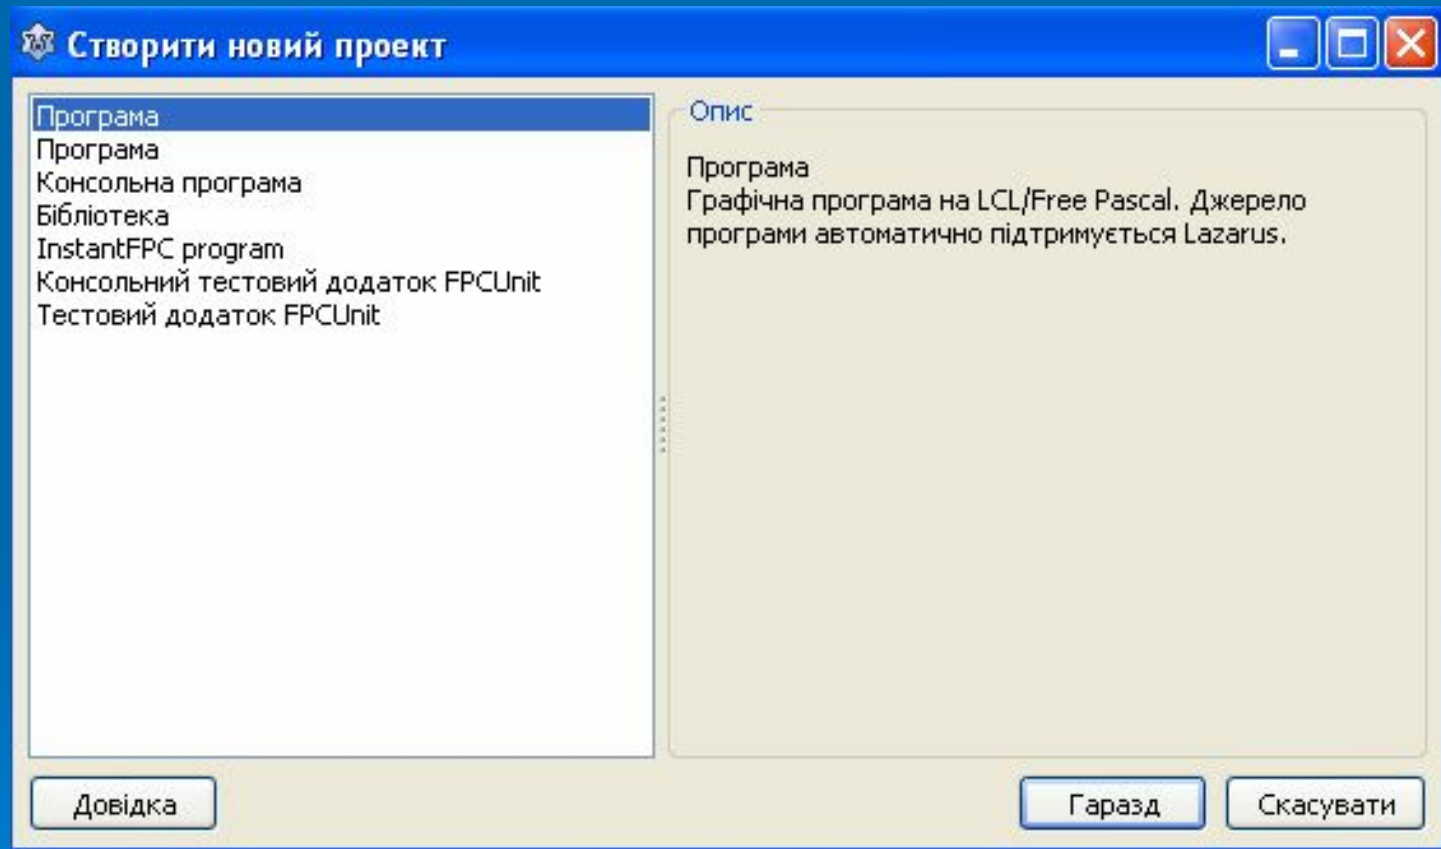 Створити новий проект
Програма
Програма
Консольна програма
Бібліотека
InstantFPC program
Консольний тестовий додаток FPCUnit
Тестовий додаток FPCUnit
Опис
Програма
Графічна програма на LCL/Free Pascal. Джерело
програми автоматично підтримується Lazarus.
Довідка
Гаразд
Скасувати